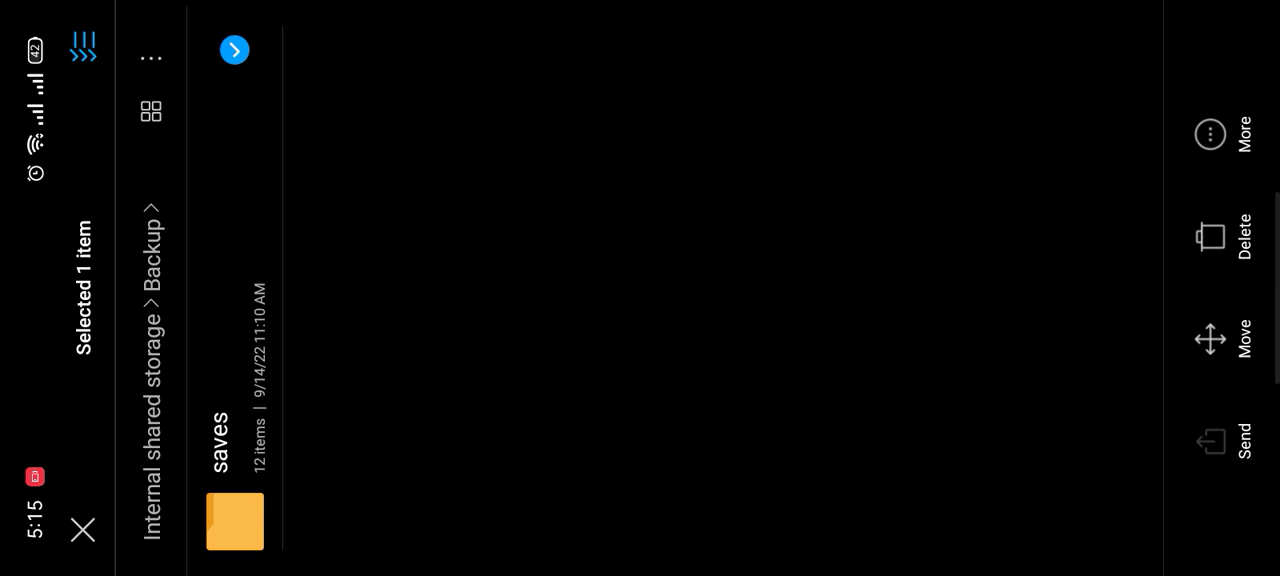 5:15
42
Selected 1 item
Internal shared storage > Backup >
saves
12 items | 9/14/22 11:10 AM
Send
Move
Delete
More